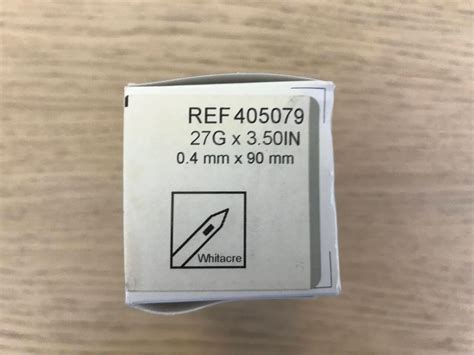 REF 405079
27G x 3.50IN
0.4 mm x 90 mm
Whitacre